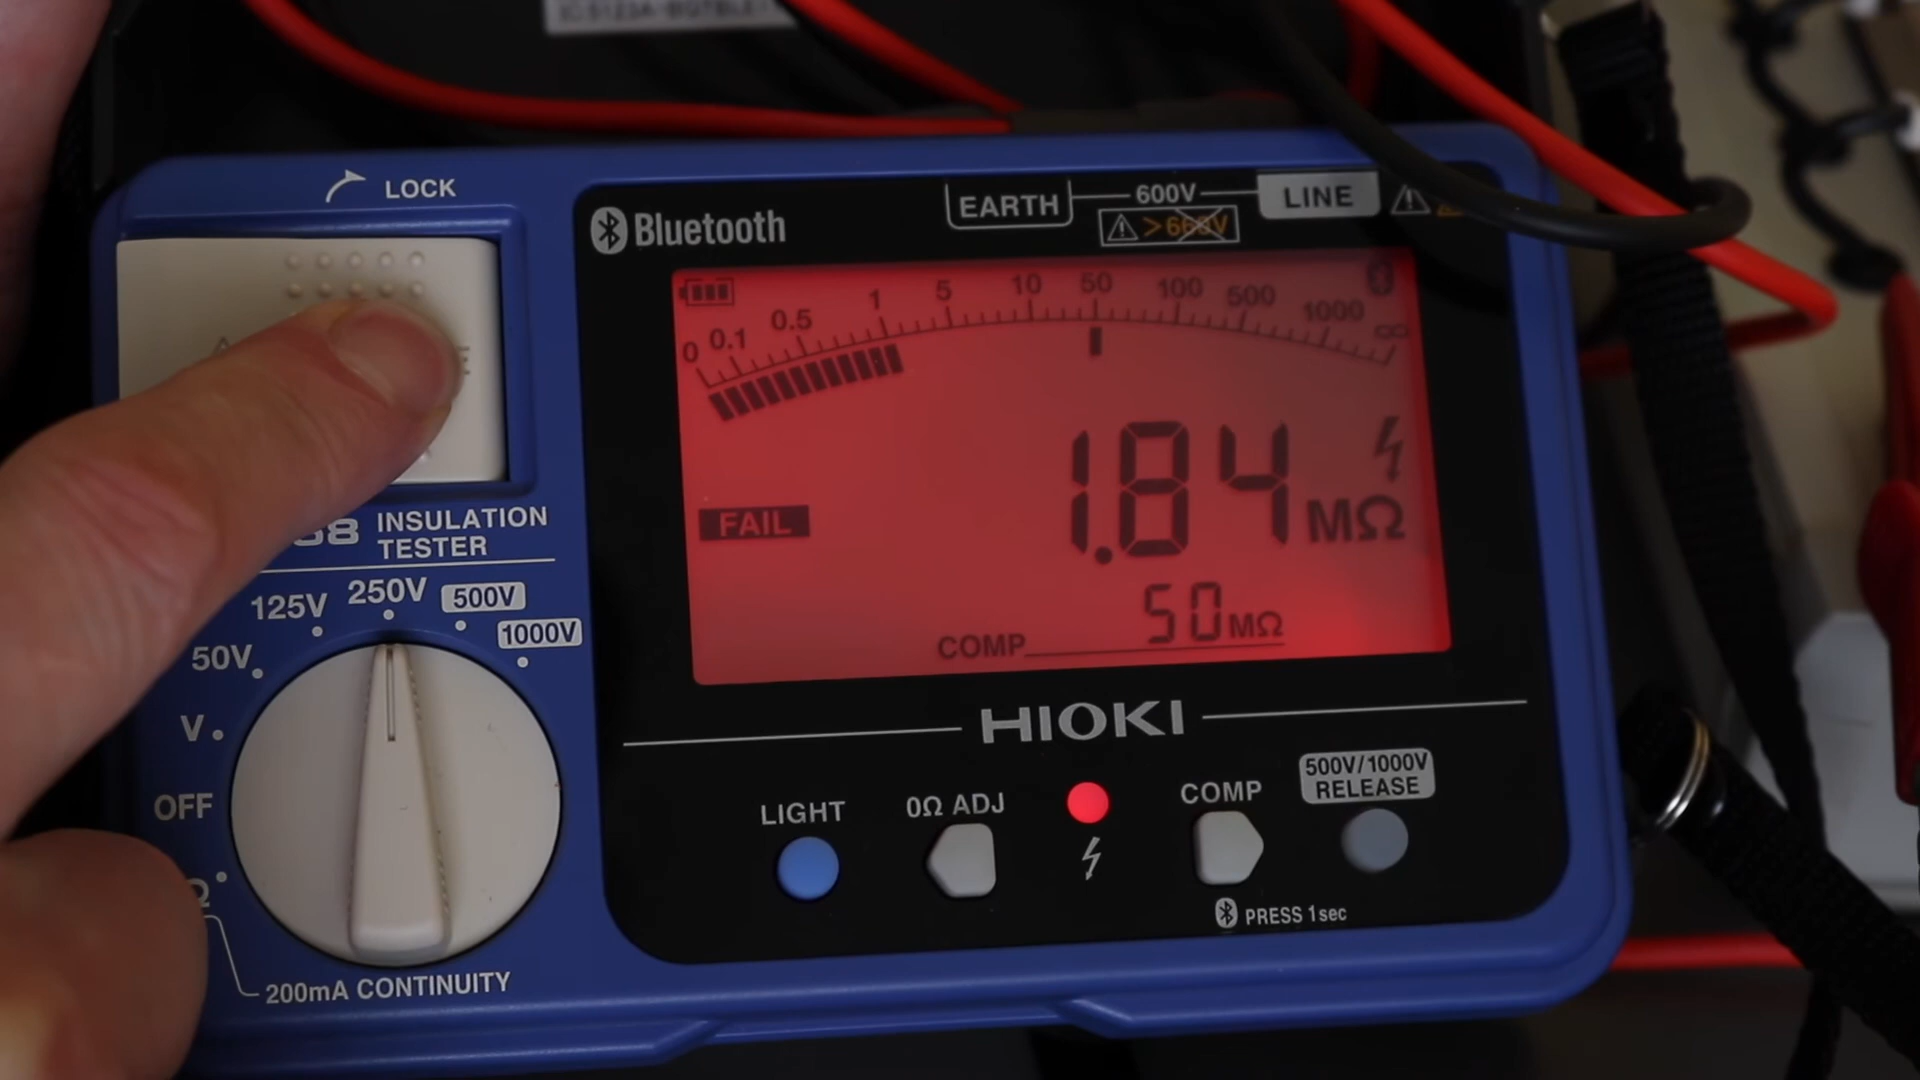 LOCK
Bluetooth
EARTH 600V LINE
>660V
0 0.1 0.5 1 5 10 50 100 500 1000 ∞
1.84 MΩ
FAIL
50 MΩ
COMP
INSULATION
TESTER
50V 125V 250V 500V 1000V
V
OFF
Ω
200mA CONTINUITY
HIOKI
LIGHT
0Ω ADJ
COMP
500V/1000V
RELEASE
PRESS 1sec